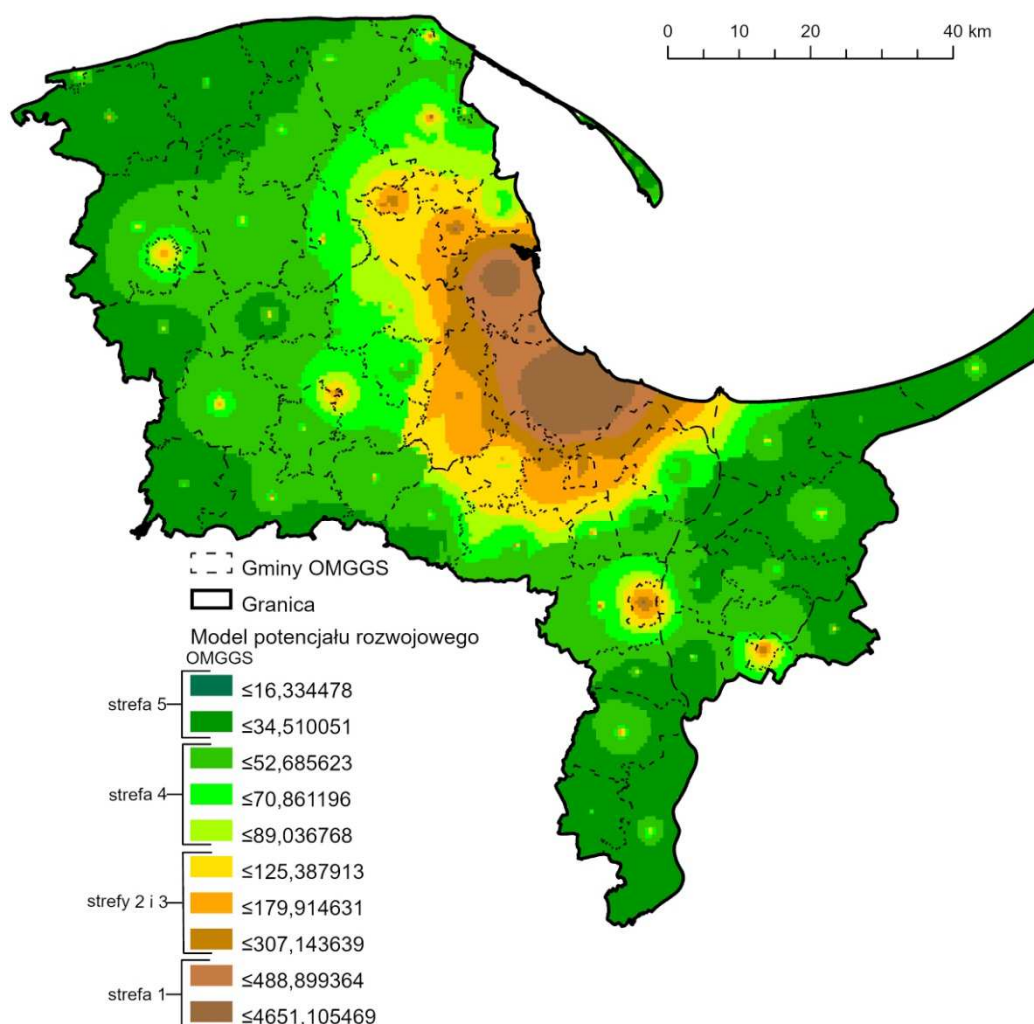 0 10 20 40 km
Gminy OMGGS
Granica
Model potencjału rozwojowego
OMGGS
strefa 5
≤16,334478
≤34,510051
strefa 4
≤52,685623
≤70,861196
≤89,036768
strefy 2 i 3
≤125,387913
≤179,914631
≤307,143639
strefa 1
≤488,899364
≤4651,105469